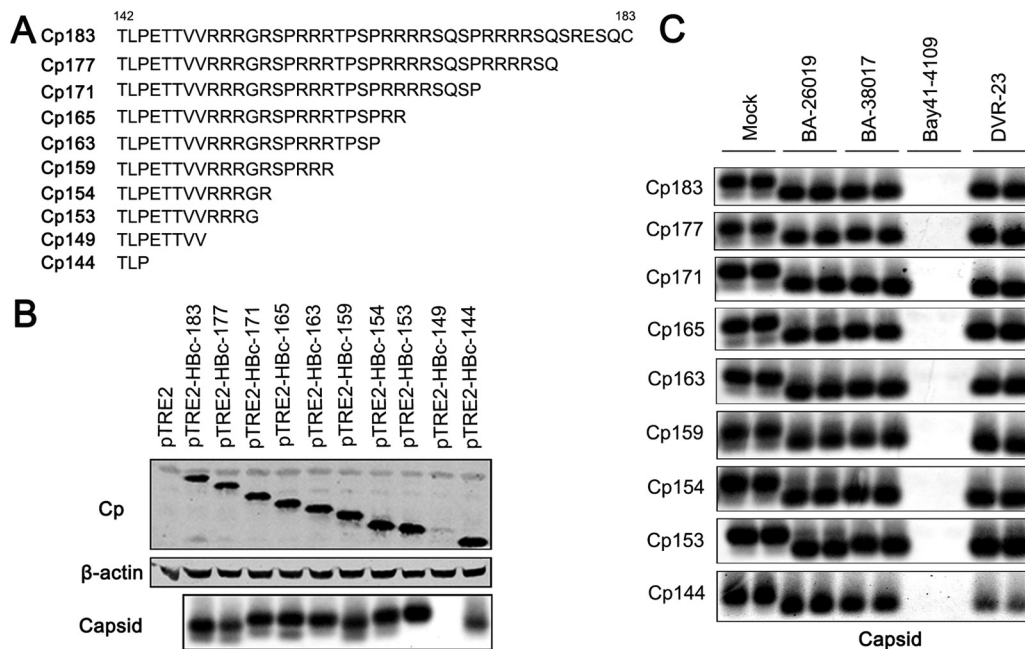 A
142 183
Cp183 TLPETTVVRRRGRSPRRRTPSPRRRRSQSPRRRRSQSRESQC
Cp177 TLPETTVVRRRGRSPRRRTPSPRRRRSQSPRRRRSQ
Cp171 TLPETTVVRRRGRSPRRRTPSPRRRRSQSP
Cp165 TLPETTVVRRRGRSPRRRTPSPRR
Cp163 TLPETTVVRRRGRSPRRRTPSP
Cp159 TLPETTVVRRRGRSPRRR
Cp154 TLPETTVVRRRGR
Cp153 TLPETTVVRRRG
Cp149 TLPETTVV
Cp144 TLP
B
pTRE2
pTRE2-HBc-183
pTRE2-HBc-177
pTRE2-HBc-171
pTRE2-HBc-165
pTRE2-HBc-163
pTRE2-HBc-159
pTRE2-HBc-154
pTRE2-HBc-153
pTRE2-HBc-149
pTRE2-HBc-144
Cp
β-actin
Capsid
C
Mock
BA-26019
BA-38017
Bay41-4109
DVR-23
Cp183
Cp177
Cp171
Cp165
Cp163
Cp159
Cp154
Cp153
Cp144
Capsid